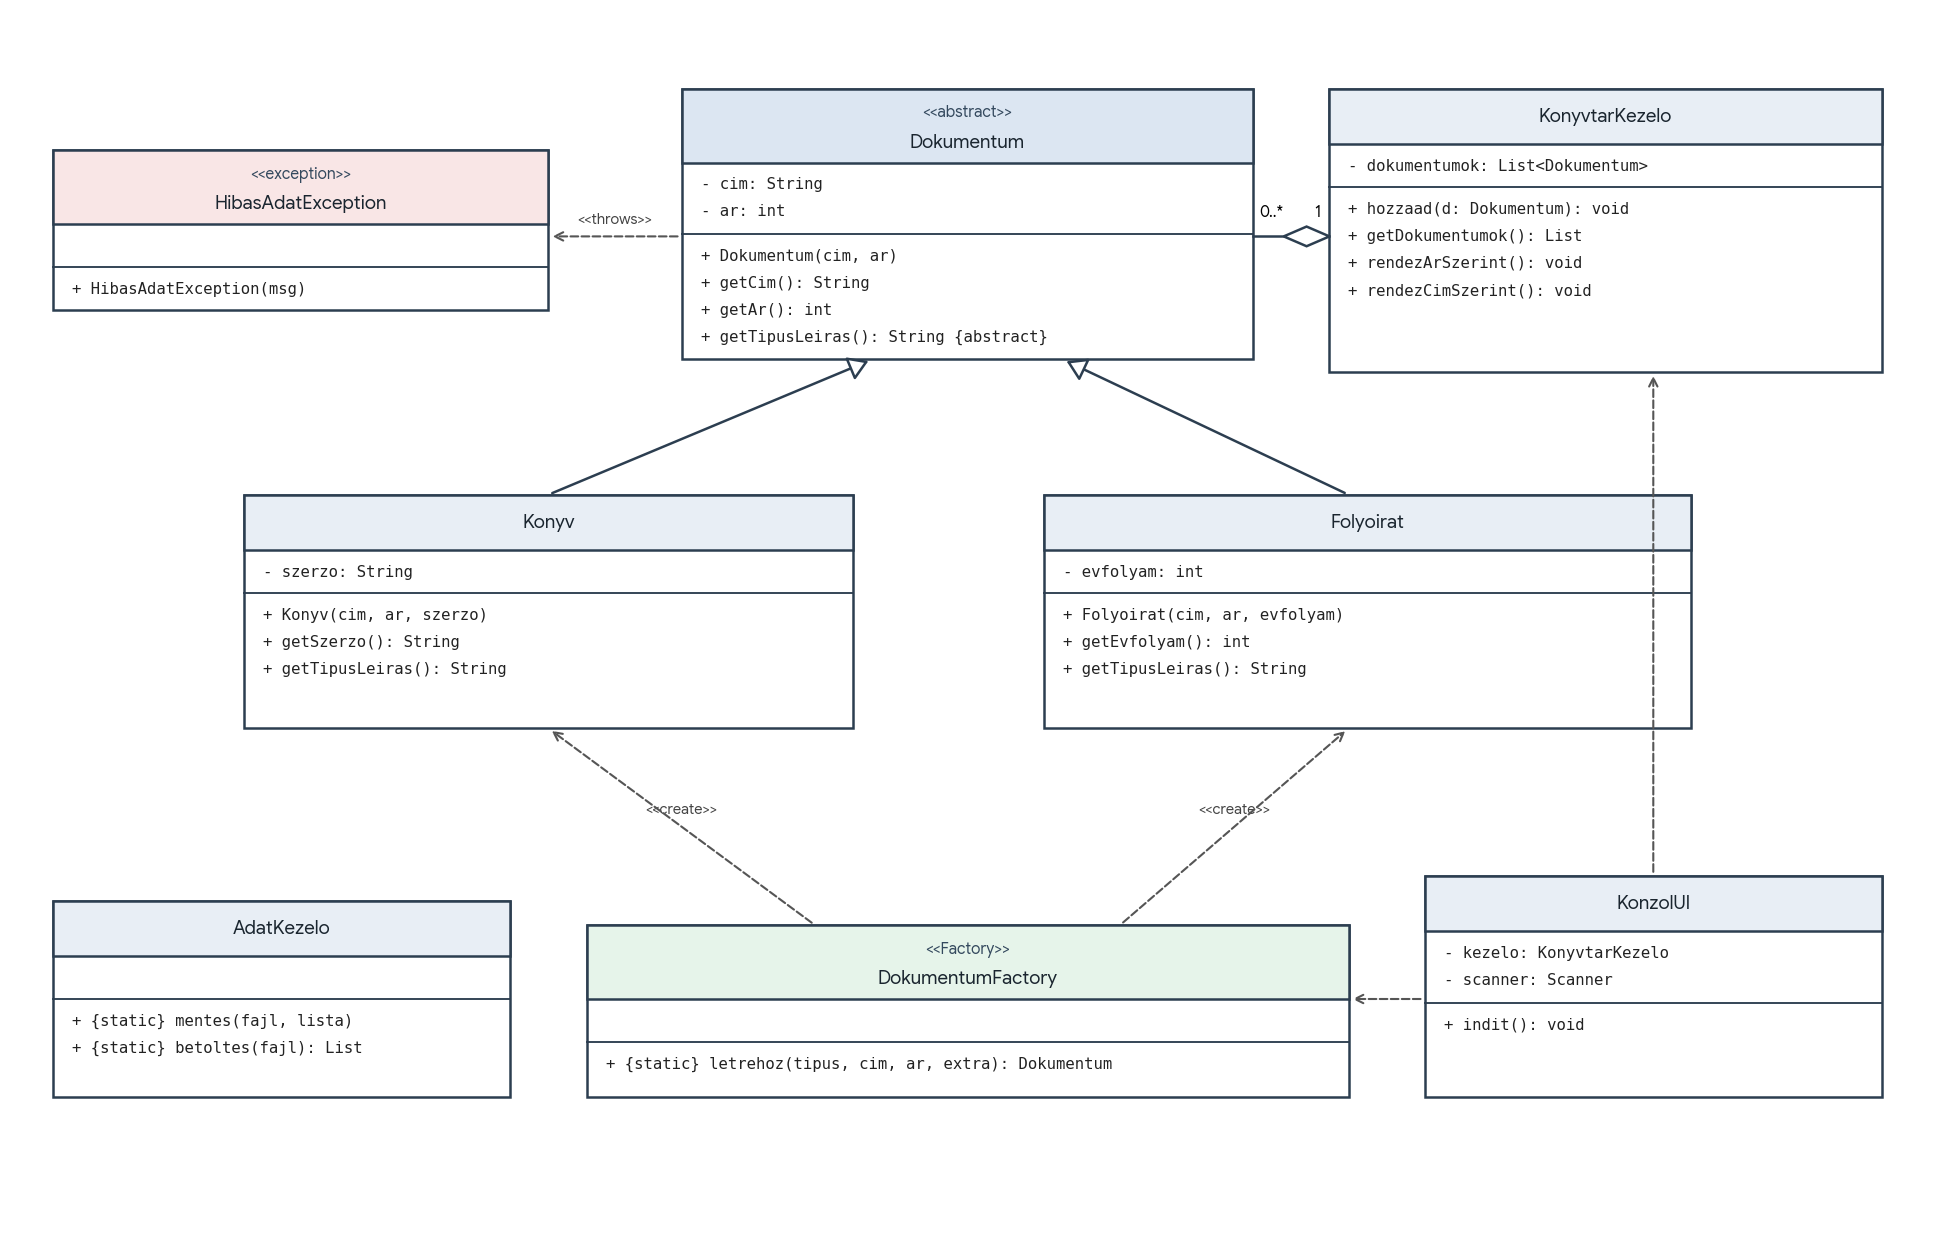 <<exception>>
HibasAdatException
+ HibasAdatException(msg)
<<throws>>
<<abstract>>
Dokumentum
- cim: String
- ar: int
+ Dokumentum(cim, ar)
+ getCim(): String
+ getAr(): int
+ getTipusLeiras(): String {abstract}
0..*
1
KonyvtarKezelo
- dokumentumok: List<Dokumentum>
+ hozzaad(d: Dokumentum): void
+ getDokumentumok(): List
+ rendezArSzerint(): void
+ rendezCimSzerint(): void
Konyv
- szerzo: String
+ Konyv(cim, ar, szerzo)
+ getSzerzo(): String
+ getTipusLeiras(): String
Folyoirat
- evfolyam: int
+ Folyoirat(cim, ar, evfolyam)
+ getEvfolyam(): int
+ getTipusLeiras(): String
<<create>>
<<create>>
AdatKezelo
+ {static} mentes(fajl, lista)
+ {static} betoltes(fajl): List
<<Factory>>
DokumentumFactory
+ {static} letrehoz(tipus, cim, ar, extra): Dokumentum
KonzolUI
- kezelo: KonyvtarKezelo
- scanner: Scanner
+ indit(): void